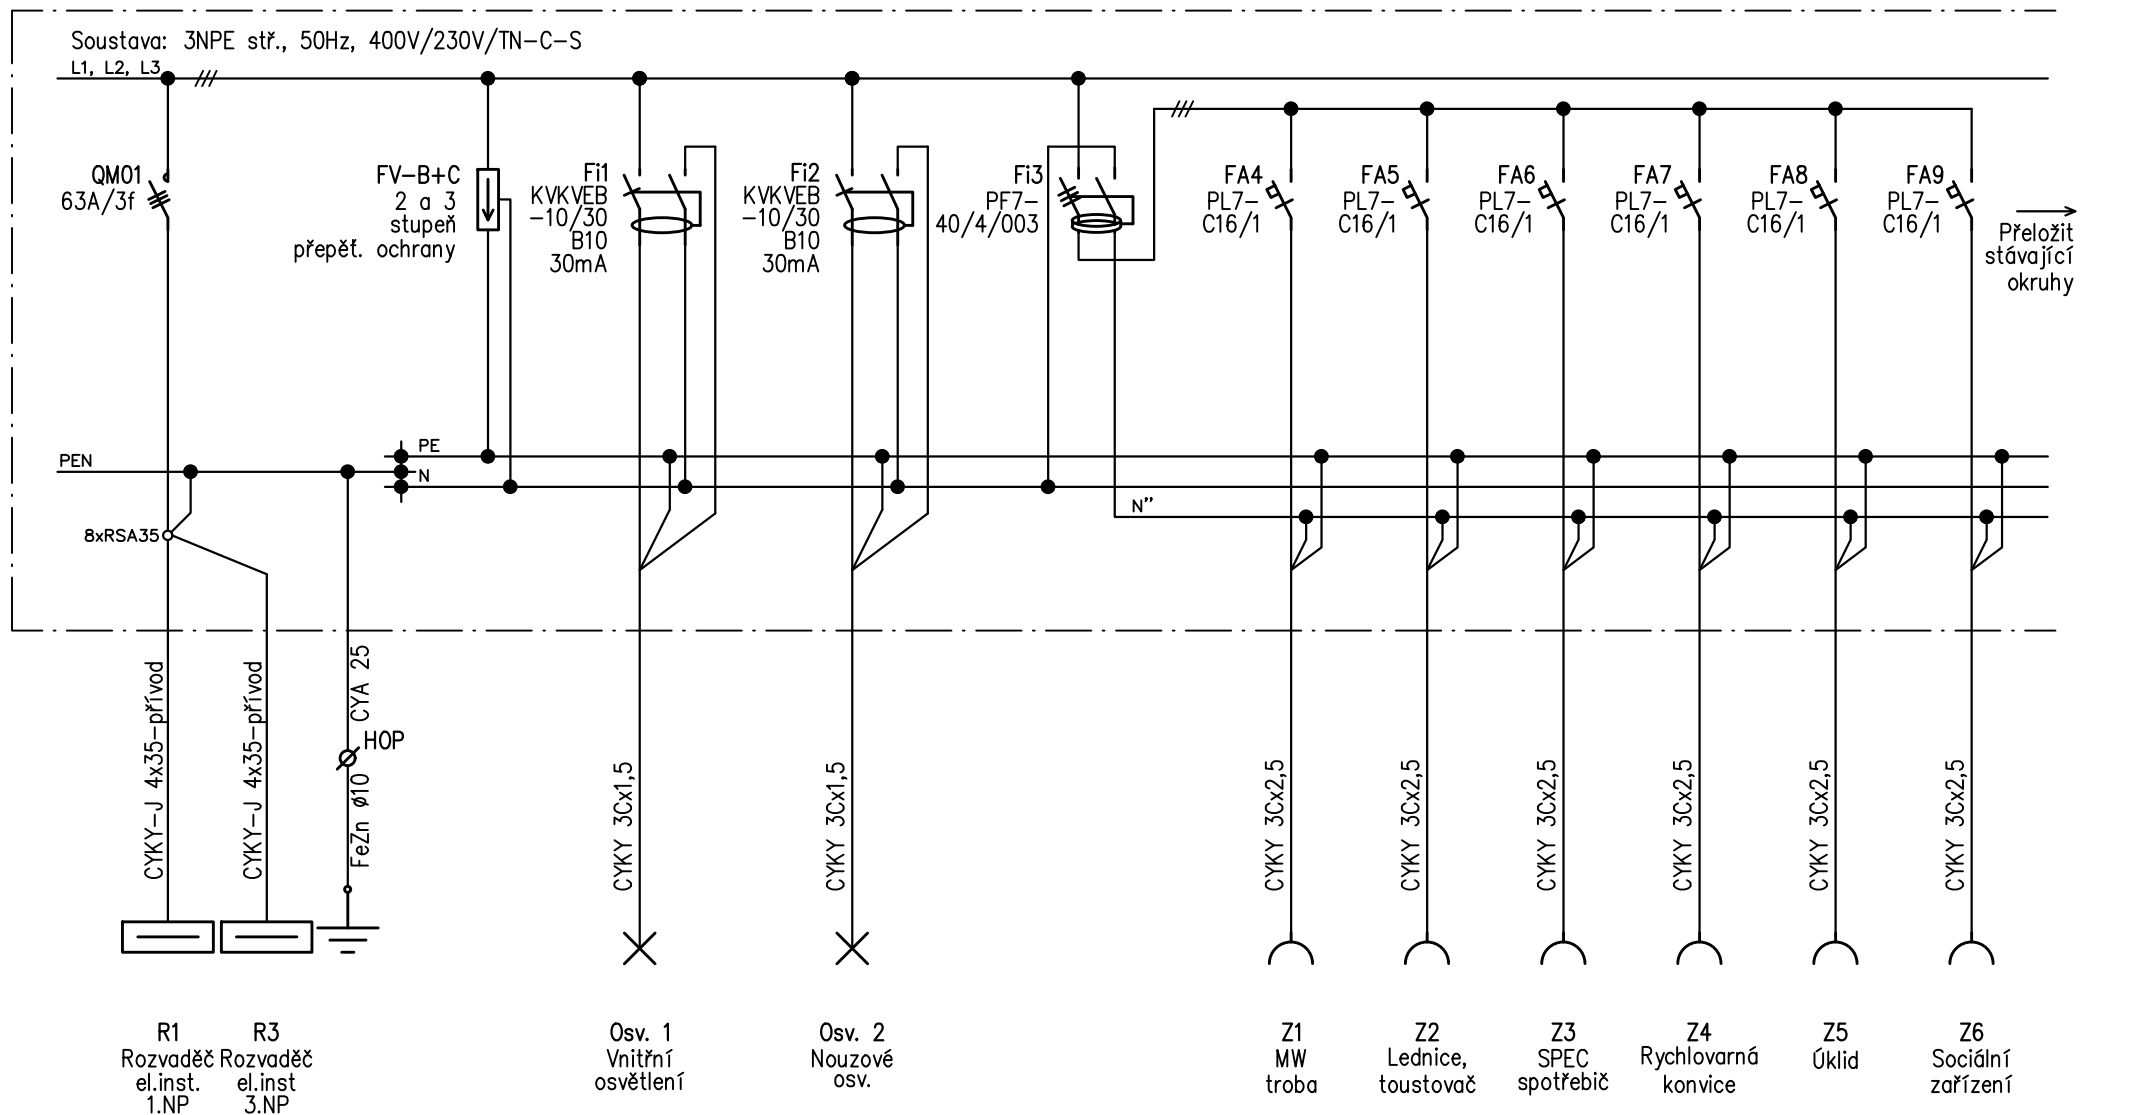 Soustava: 3NPE stř., 50Hz, 400V/230V/TN-C-S
L1, L2, L3
QM01
63A/3f
FV-B+C
2 a 3
stupeň
přepěť. ochrany
Fi1
KVKVEB
-10/30
B10
30mA
Fi2
KVKVEB
-10/30
B10
30mA
Fi3
PF7-
40/4/003
FA4
PL7-
C16/1
FA5
PL7-
C16/1
FA6
PL7-
C16/1
FA7
PL7-
C16/1
FA8
PL7-
C16/1
FA9
PL7-
C16/1
Přeložit
stávající
okruhy
PEN
PE
N
N"
8xRSA35
CYKY-J 4x35-přívod
CYKY-J 4x35-přívod
CYA 25
HOP
FeZn ø10
CYKY 3Cx1,5
CYKY 3Cx1,5
CYKY 3Cx2,5
CYKY 3Cx2,5
CYKY 3Cx2,5
CYKY 3Cx2,5
CYKY 3Cx2,5
CYKY 3Cx2,5
R1
Rozvaděč
el.inst.
1.NP
R3
Rozvaděč
el.inst
3.NP
Osv. 1
Vnitřní
osvětlení
Osv. 2
Nouzové
osv.
Z1
MW
troba
Z2
Lednice,
toustovač
Z3
SPEC
spotřebič
Z4
Rychlovarná
konvice
Z5
Úklid
Z6
Sociální
zařízení